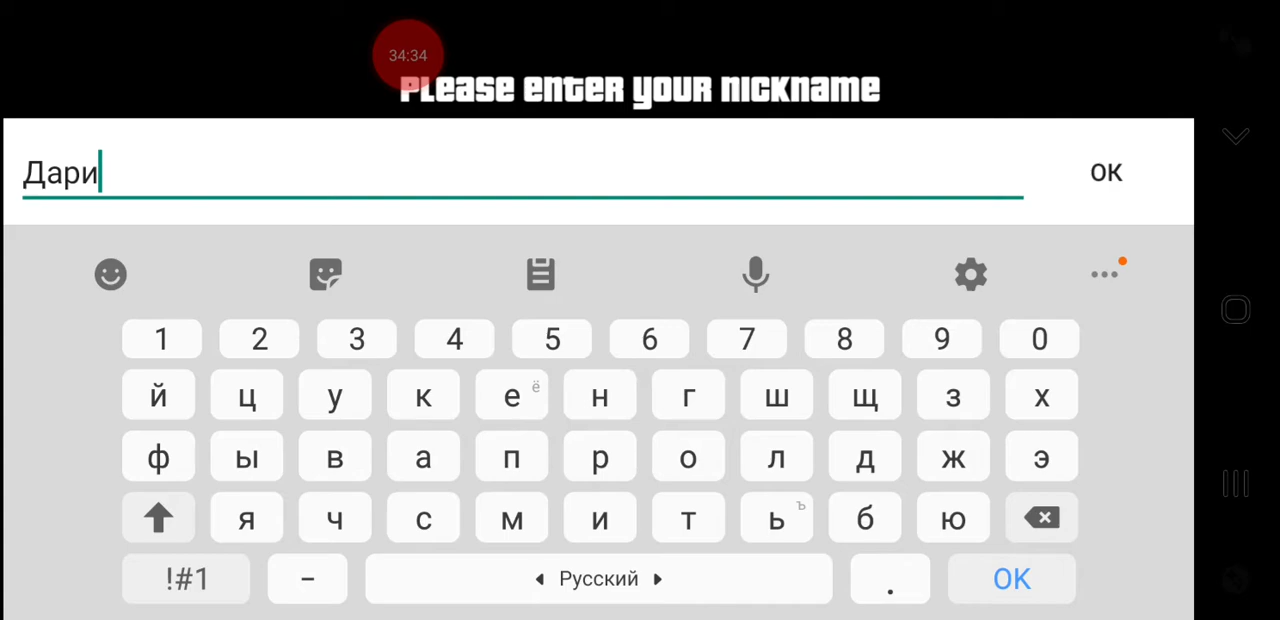 34:34
PLEASE ENTER YOUR NICKNAME
Дари
ОК
1 2 3 4 5 6 7 8 9 0
й ц у к е ё н г ш щ з х
ф ы в а п р о л д ж э
я ч с м и т ь ъ б ю
!#1 - Русский . OK